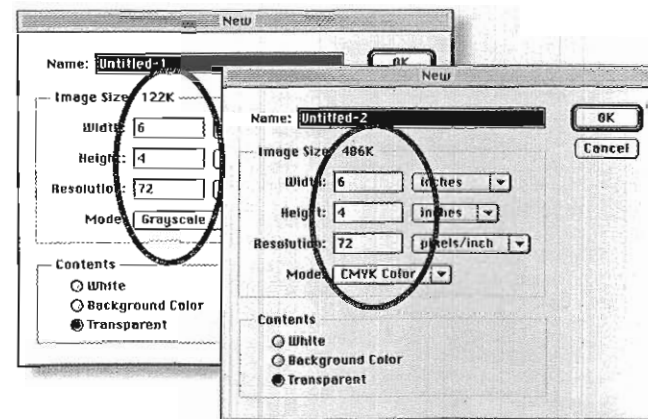 New
Name: Untitled-1
OK
Image Size: 122K
Width: 6
Height: 4
Resolution: 72
Mode: Grayscale
Contents
White
Background Color
Transparent
New
Name: Untitled-2
OK
Cancel
Image Size: 486K
Width: 6 inches
Height: 4 inches
Resolution: 72 pixels/inch
Mode: CMYK Color
Contents
White
Background Color
Transparent